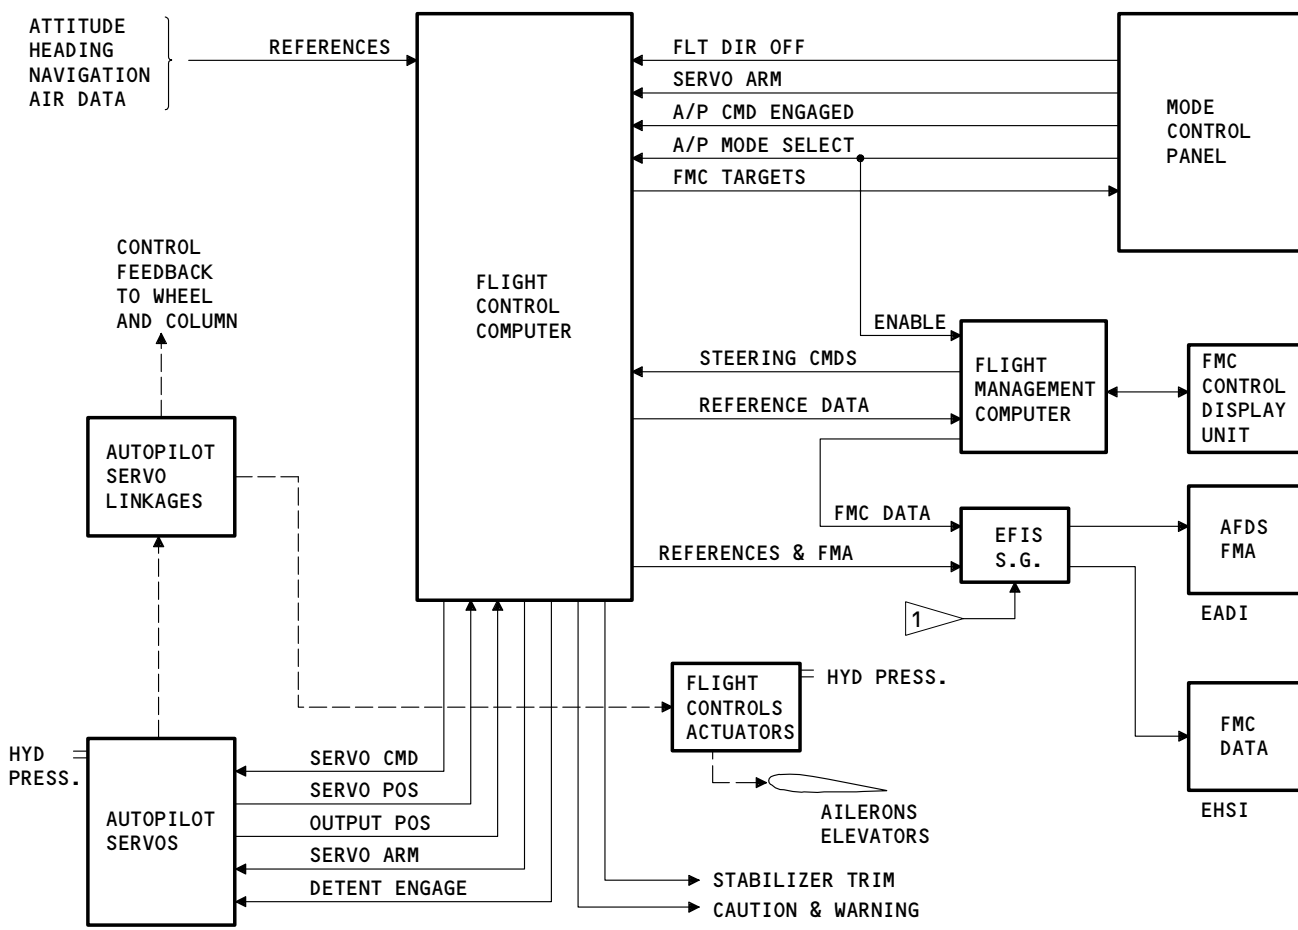 ATTITUDE
HEADING
NAVIGATION
AIR DATA
REFERENCES
FLT DIR OFF
SERVO ARM
A/P CMD ENGAGED
A/P MODE SELECT
FMC TARGETS
MODE
CONTROL
PANEL
CONTROL
FEEDBACK
TO WHEEL
AND COLUMN
FLIGHT
CONTROL
COMPUTER
ENABLE
STEERING CMDS
REFERENCE DATA
FLIGHT
MANAGEMENT
COMPUTER
FMC
CONTROL
DISPLAY
UNIT
AUTOPILOT
SERVO
LINKAGES
FMC DATA
REFERENCES & FMA
EFIS
S.G.
AFDS
FMA
EADI
1
FLIGHT
CONTROLS
ACTUATORS
HYD PRESS.
FMC
DATA
EHSI
AILERONS
ELEVATORS
HYD
PRESS.
AUTOPILOT
SERVOS
SERVO CMD
SERVO POS
OUTPUT POS
SERVO ARM
DETENT ENGAGE
STABILIZER TRIM
CAUTION & WARNING